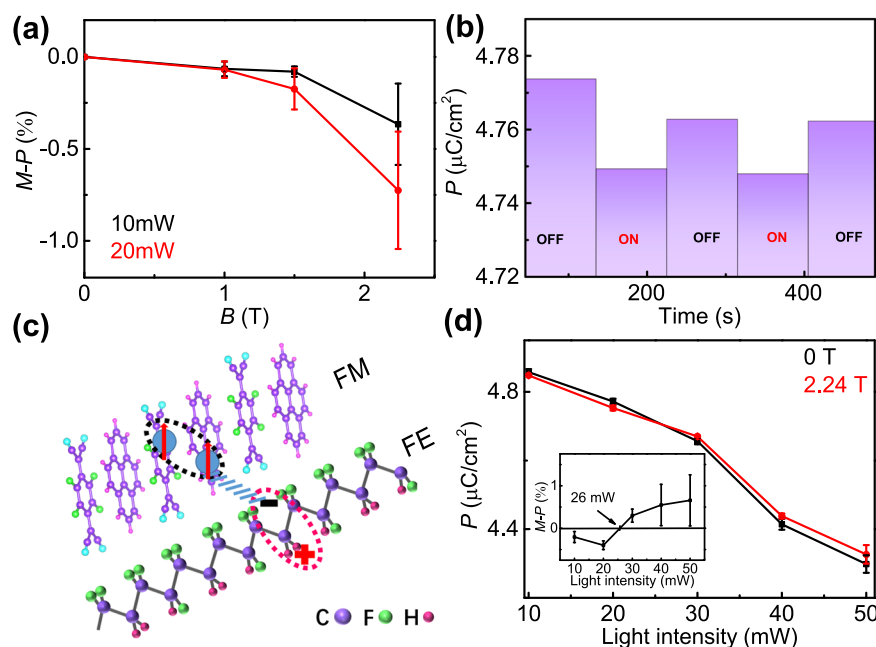 (a)
0.0
-0.5
-1.0
M-P (%)
10mW
20mW
0
1
2
B (T)
(b)
4.78
4.76
4.74
4.72
P (μC/cm²)
OFF
ON
OFF
ON
OFF
200
400
Time (s)
(c)
FM
FE
C F H
(d)
0 T
2.24 T
4.8
4.4
P (μC/cm²)
1
0
M-P (%)
26 mW
10 20 30 40 50
Light intensity (mW)
10 20 30 40 50
Light intensity (mW)